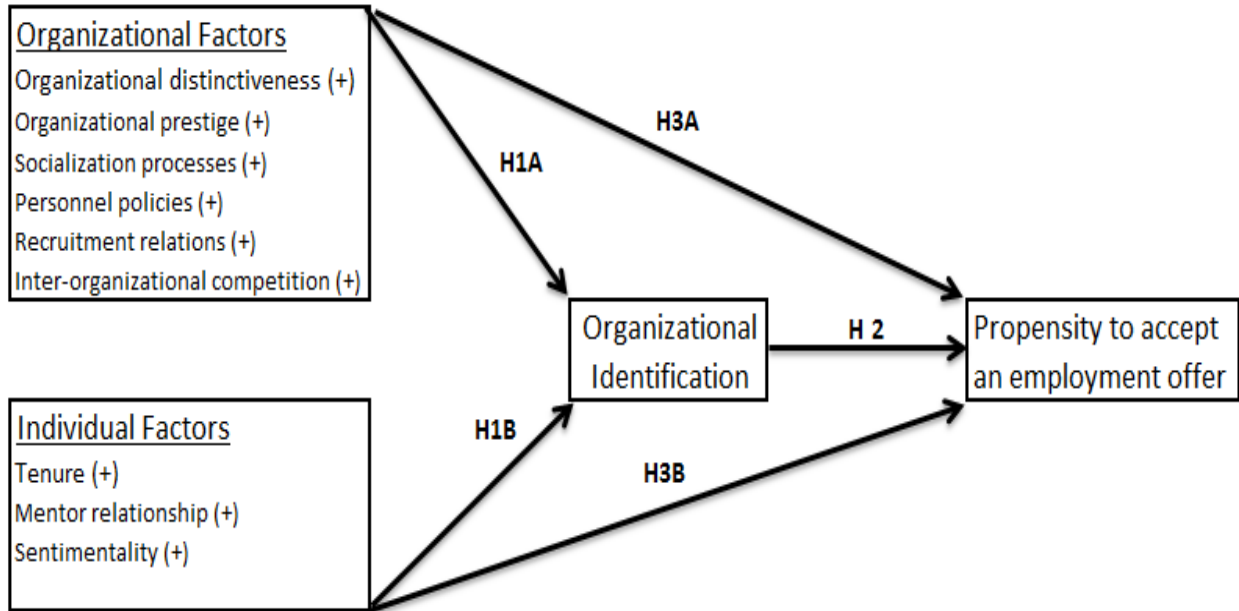 Organizational Factors
Organizational distinctiveness (+)
Organizational prestige (+)
Socialization processes (+)
Personnel policies (+)
Recruitment relations (+)
Inter-organizational competition (+)
H1A
H3A
Organizational
Identification
H 2
Propensity to accept
an employment offer
Individual Factors
Tenure (+)
Mentor relationship (+)
Sentimentality (+)
H1B
H3B